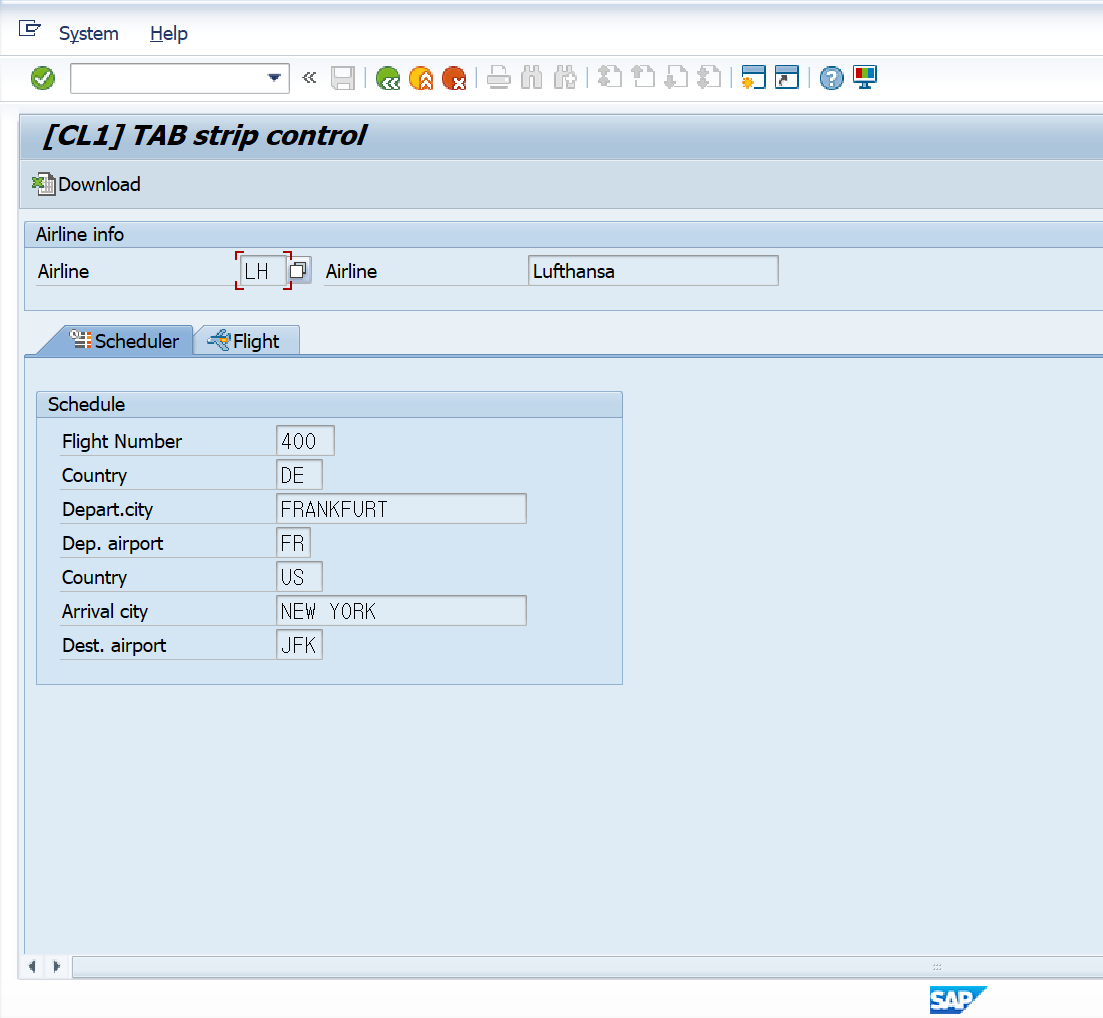 System Help
[CL1] TAB strip control
Download
Airline info
Airline LH Airline Lufthansa
Scheduler Flight
Schedule
Flight Number 400
Country DE
Depart.city FRANKFURT
Dep. airport FR
Country US
Arrival city NEW YORK
Dest. airport JFK
SAP